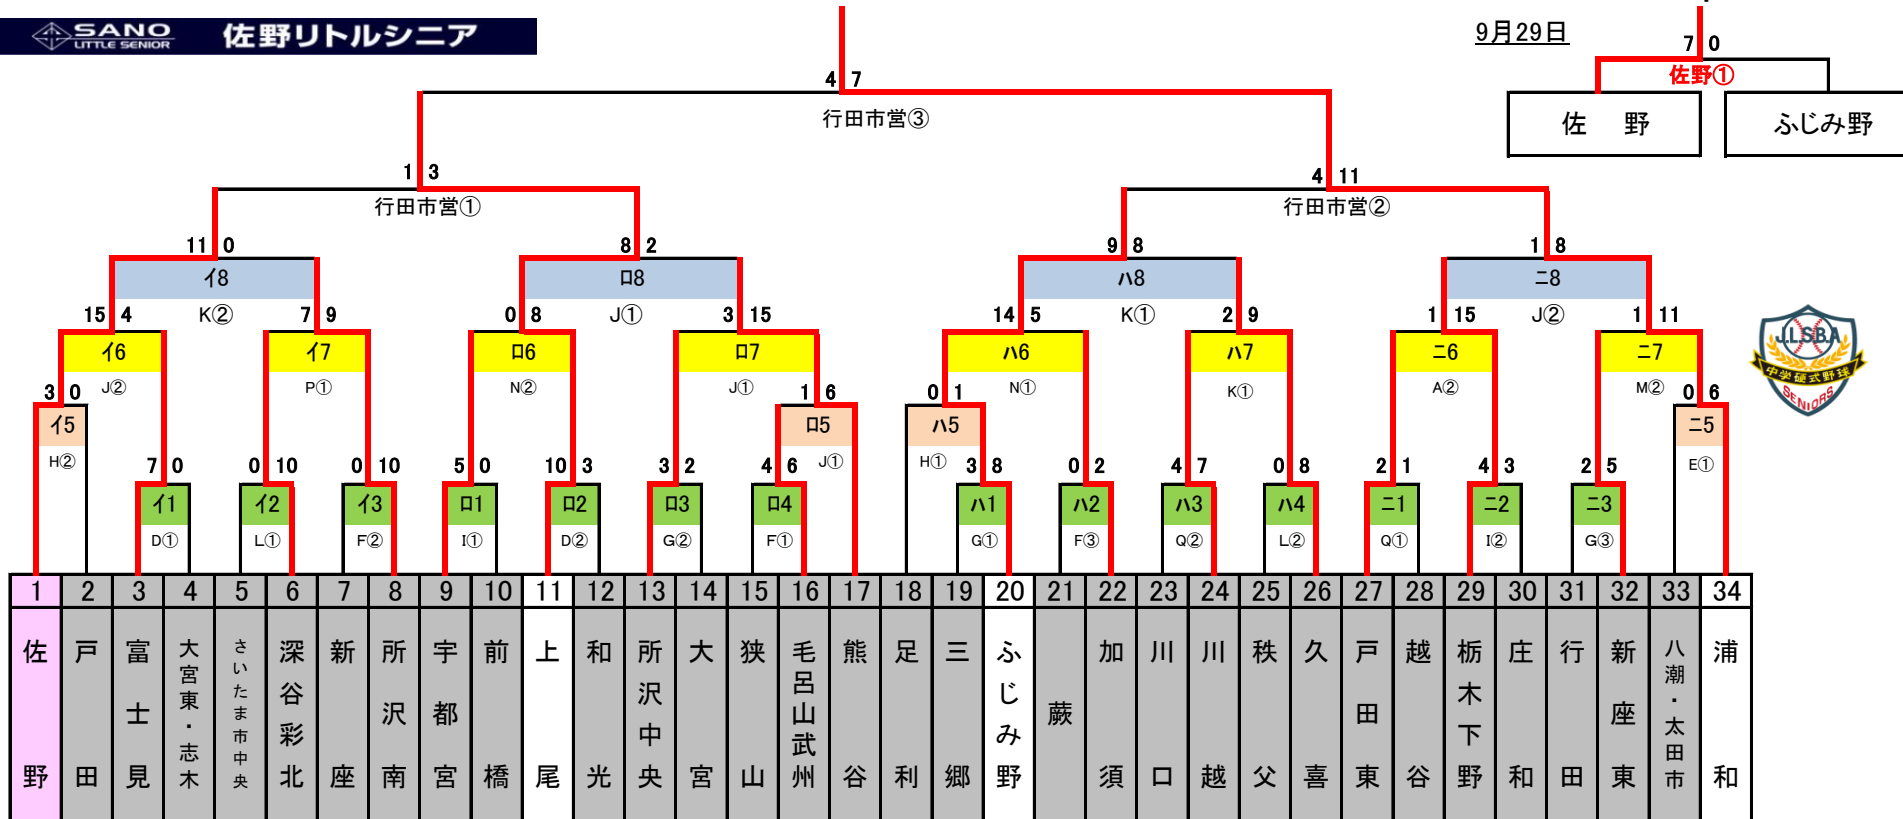 SANO
LITTLE SENIOR
佐野リトルシニア
9月29日
7 0
佐野①
佐 野
ふじみ野
4 7
行田市営③
1 3
行田市営①
4 11
行田市営②
11 0
イ8
K②
8 2
ロ8
J①
9 8
ハ8
K①
1 8
ニ8
J②
15 4
イ6
J②
7 9
イ7
P①
0 8
ロ6
N②
3 15
ロ7
J①
14 5
ハ6
N①
2 9
ハ7
K①
1 15
ニ6
A②
1 11
ニ7
M②
J.L.S.B.A
中学硬式野球
SENIORS
3 0
イ5
H②
1 6
ロ5
J①
0 1
ハ5
H①
0 6
ニ5
E①
7 0
イ1
D①
0 10
イ2
L①
0 10
イ3
F②
5 0
ロ1
I①
10 3
ロ2
D②
3 2
ロ3
G②
4 6
ロ4
F①
3 8
ハ1
G①
0 2
ハ2
F③
4 7
ハ3
Q②
0 8
ハ4
L②
2 1
ニ1
Q①
4 3
ニ2
I②
2 5
ニ3
G③
1 2 3 4 5 6 7 8 9 10 11 12 13 14 15 16 17 18 19 20 21 22 23 24 25 26 27 28 29 30 31 32 33 34
佐野
戸田
富士見
大宮東・志木
さいたま市中央
深谷彩北
新座
所沢南
宇都宮
前橋
上尾
和光
所沢中央
大宮
狭山
毛呂山武州
熊谷
足利
三郷
ふじみ野
蕨
加須
川口
川越
秩父
久喜
戸田東
越谷
栃木下野
庄和
行田
新座東
八潮・太田市
浦和